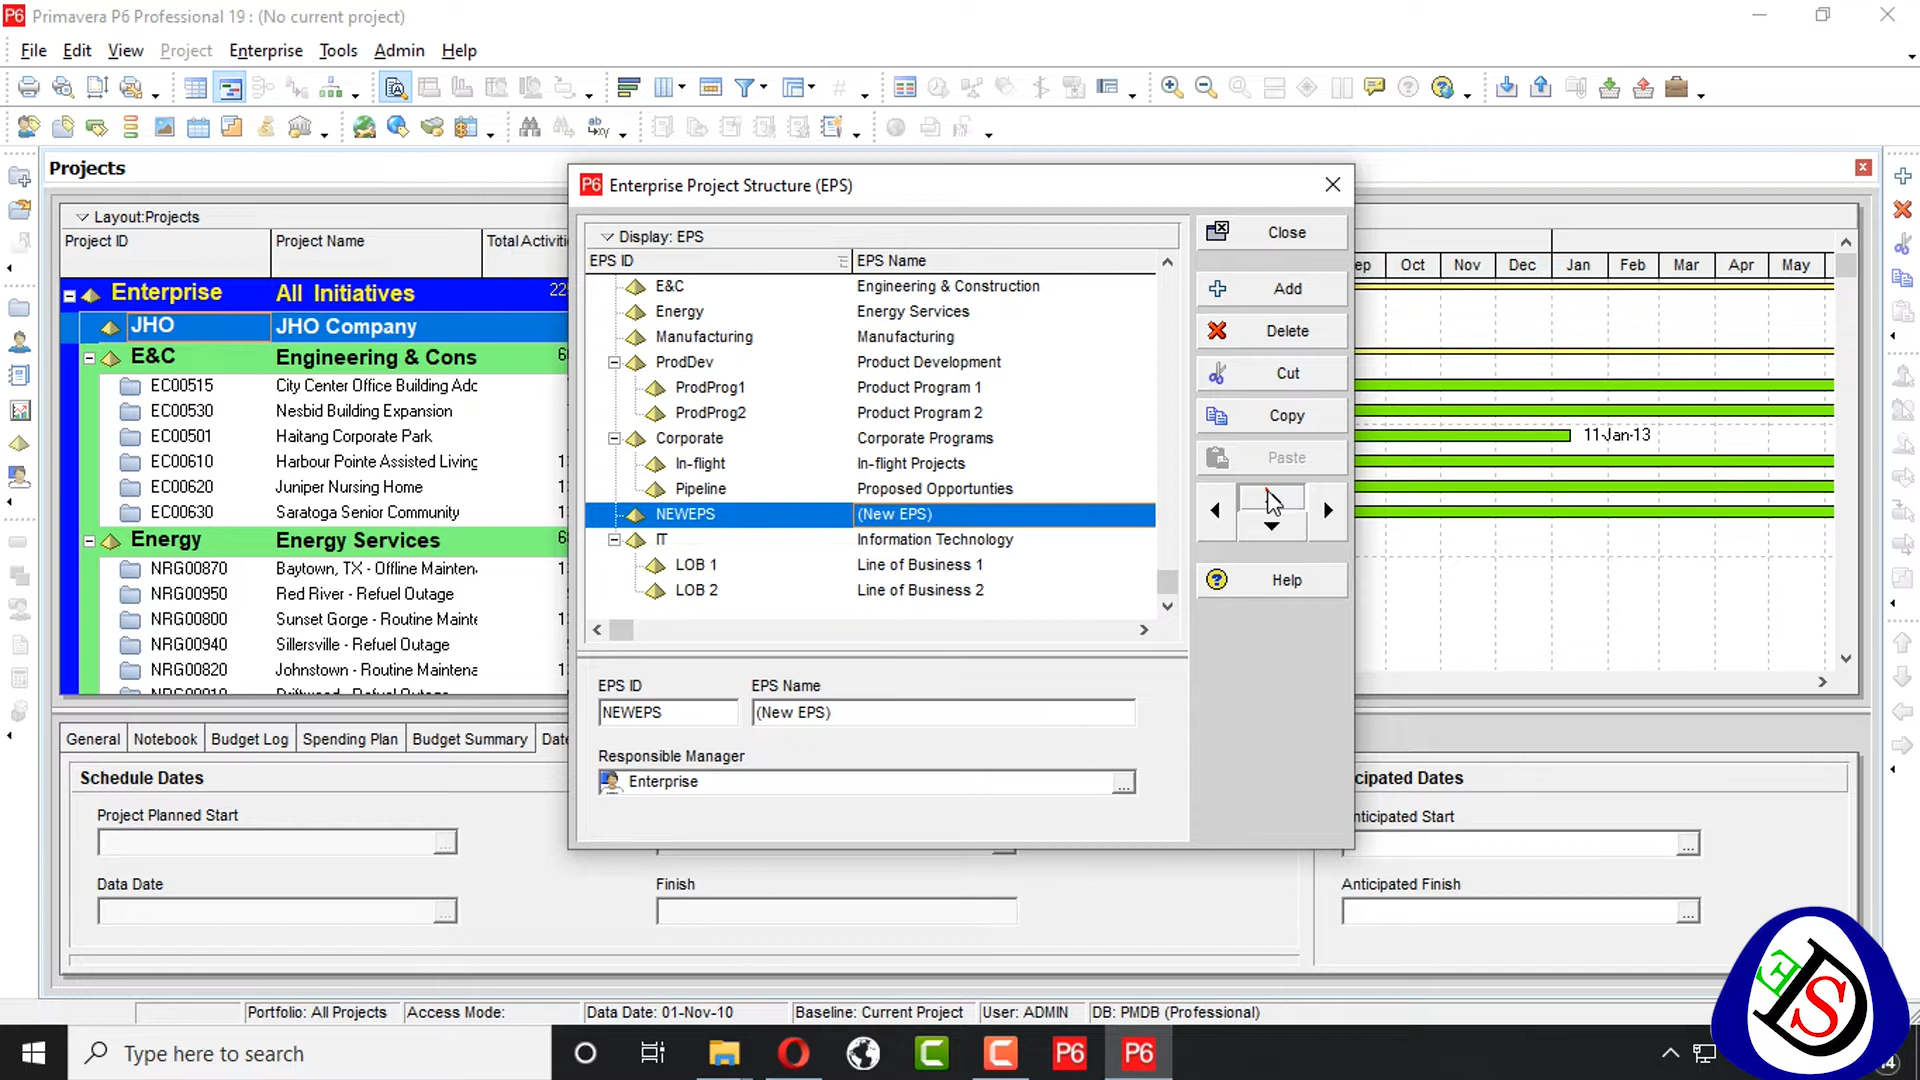 P6 Primavera P6 Professional 19 : (No current project)
File Edit View Project Enterprise Tools Admin Help
Projects
Layout:Projects
Project ID Project Name Total Activiti
Enterprise All Initiatives
JHO JHO Company
E&C Engineering & Cons
EC00515 City Center Office Building Adc
EC00530 Nesbid Building Expansion
EC00501 Haitang Corporate Park
EC00610 Harbour Pointe Assisted Living
EC00620 Juniper Nursing Home
EC00630 Saratoga Senior Community
Energy Energy Services
NRG00870 Baytown, TX - Offline Mainten
NRG00950 Red River - Refuel Outage
NRG00800 Sunset Gorge - Routine Mainte
NRG00940 Sillersville - Refuel Outage
NRG00820 Johnstown - Routine Maintena
P6 Enterprise Project Structure (EPS)
Display: EPS
EPS ID EPS Name
E&C Engineering & Construction
Energy Energy Services
Manufacturing Manufacturing
ProdDev Product Development
ProdProg1 Product Program 1
ProdProg2 Product Program 2
Corporate Corporate Programs
In-flight In-flight Projects
Pipeline Proposed Opportunties
NEWEPS (New EPS)
IT Information Technology
LOB 1 Line of Business 1
LOB 2 Line of Business 2
EPS ID EPS Name
NEWEPS (New EPS)
Responsible Manager
Enterprise
Close
Add
Delete
Cut
Copy
Paste
Help
ep Oct Nov Dec Jan Feb Mar Apr May
11-Jan-13
General Notebook Budget Log Spending Plan Budget Summary Date
Schedule Dates
Project Planned Start
Data Date
Finish
cipated Dates
nticipated Start
Anticipated Finish
Portfolio: All Projects Access Mode: Data Date: 01-Nov-10 Baseline: Current Project User: ADMIN DB: PMDB (Professional)
Type here to search
P6 P6
E D S